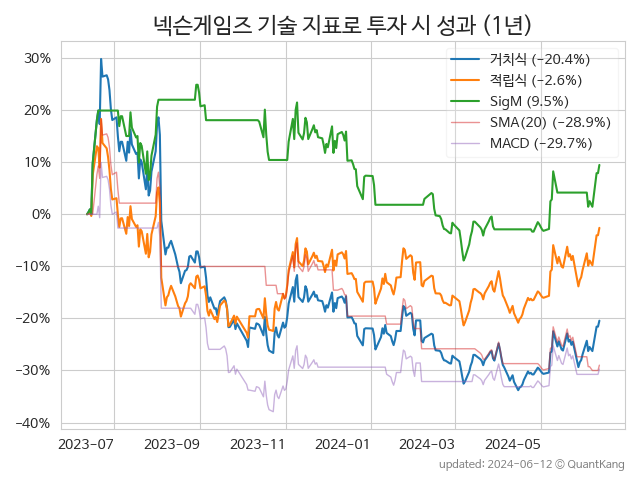 넥슨게임즈 기술 지표로 투자 시 성과 (1년)
거치식 (−20.4%)
적립식 (−2.6%)
SigM (9.5%)
SMA(20) (−28.9%)
MACD (−29.7%)
30%
20%
10%
0%
−10%
−20%
−30%
−40%
2023-07 2023-09 2023-11 2024-01 2024-03 2024-05
updated: 2024-06-12 © QuantKang